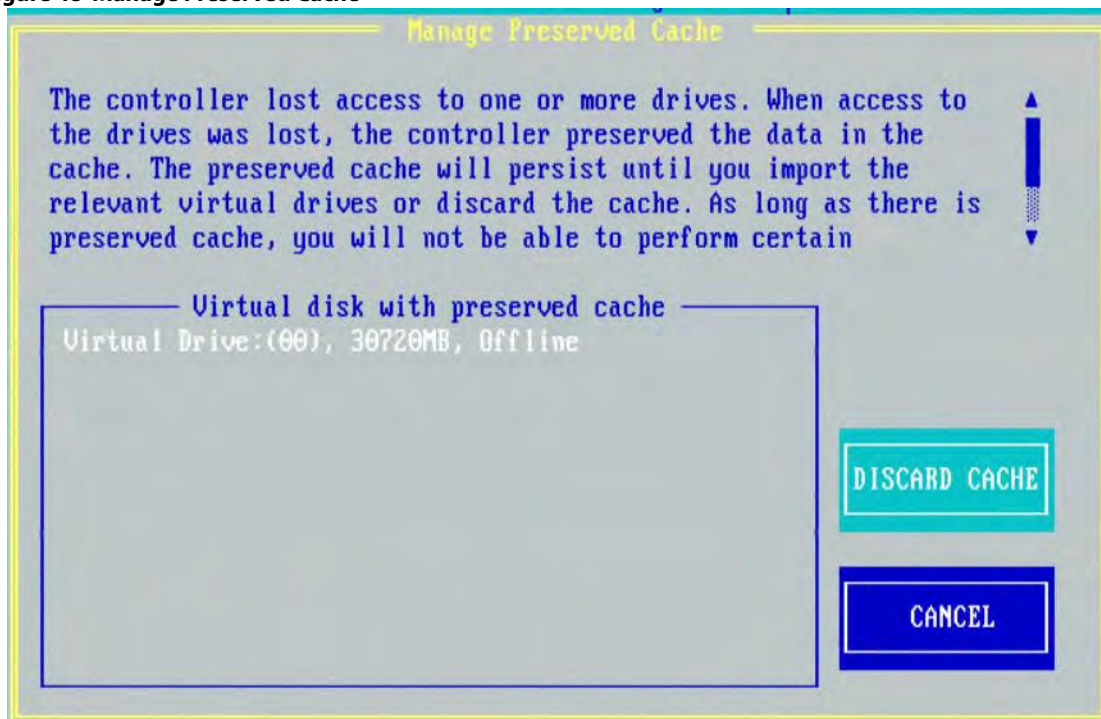 Manage Preserved Cache
The controller lost access to one or more drives. When access to
the drives was lost, the controller preserved the data in the
cache. The preserved cache will persist until you import the
relevant virtual drives or discard the cache. As long as there is
preserved cache, you will not be able to perform certain
Virtual disk with preserved cache
Virtual Drive:(00), 30720MB, Offline
DISCARD CACHE
CANCEL